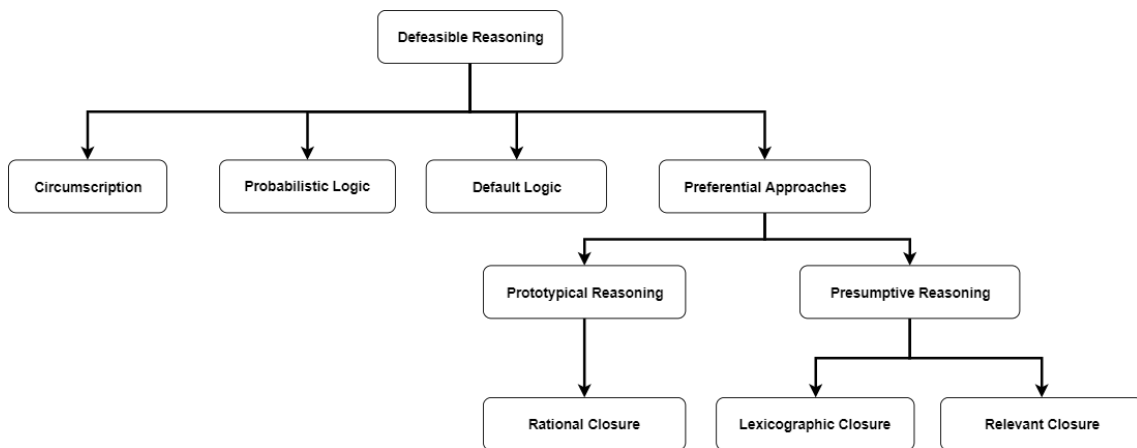 Defeasible Reasoning
Circumscription
Probabilistic Logic
Default Logic
Preferential Approaches
Prototypical Reasoning
Presumptive Reasoning
Rational Closure
Lexicographic Closure
Relevant Closure